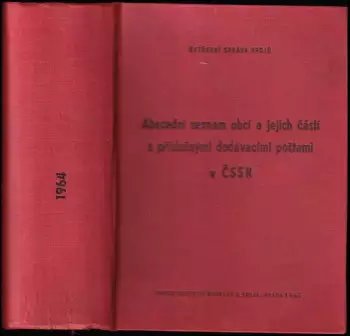 1964
ÚSTŘEDNÍ SPRÁVA SPOJŮ
Abecední seznam obcí a jejich částí
s příslušnými dodávacími poštami
v ČSSR